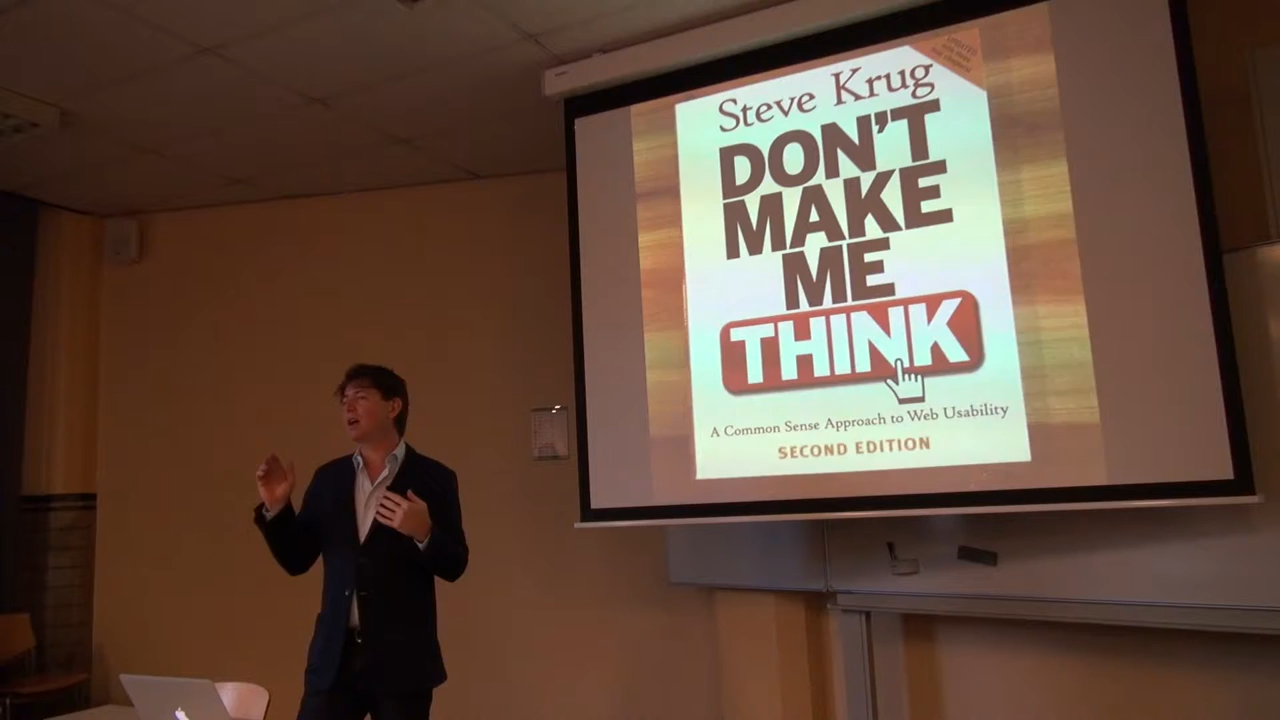 Steve Krug
DON'T
MAKE
ME
THINK
A Common Sense Approach to Web Usability
SECOND EDITION